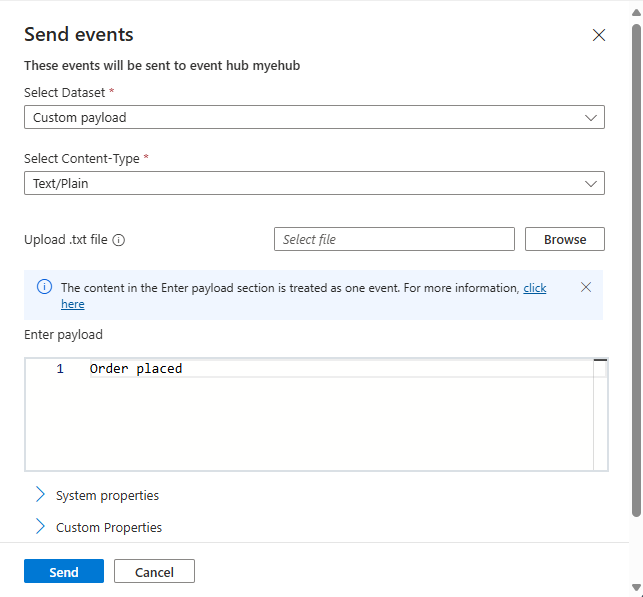 Send events
These events will be sent to event hub myehub
Select Dataset *
Custom payload
Select Content-Type *
Text/Plain
Upload .txt file
Select file
Browse
The content in the Enter payload section is treated as one event. For more information, click
here
Enter payload
1 Order placed
System properties
Custom Properties
Send Cancel